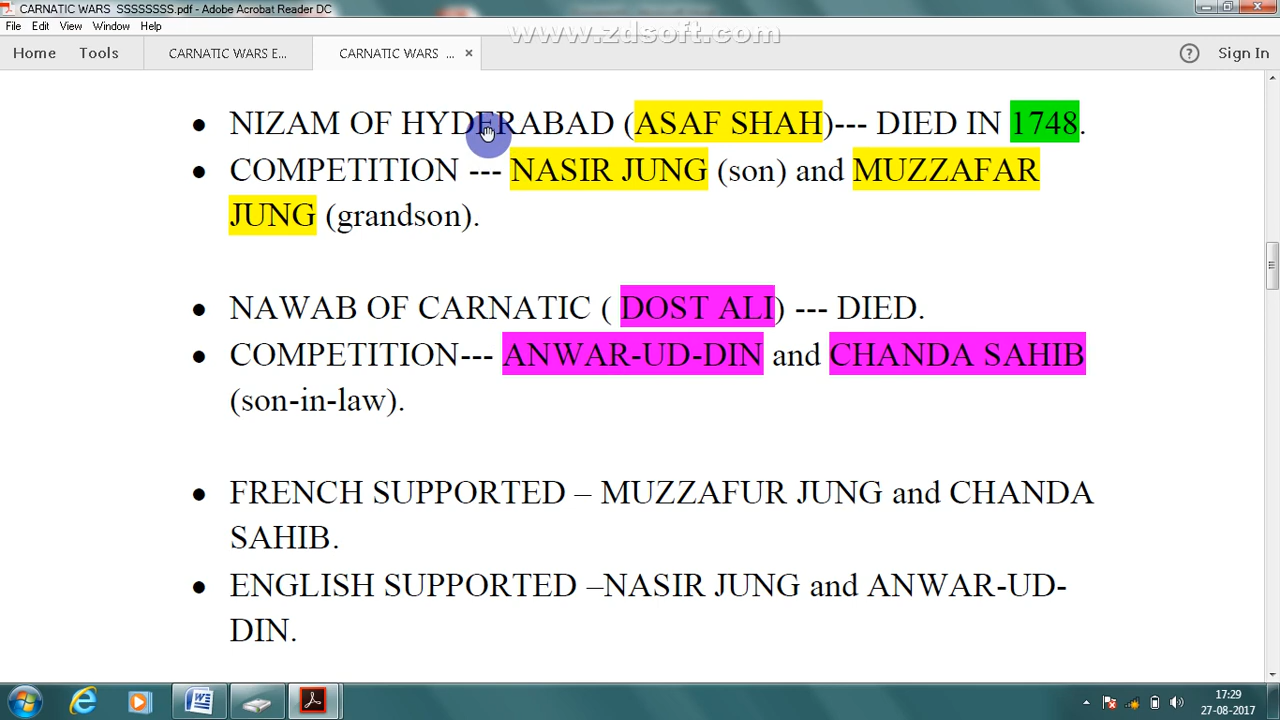 CARNATIC WARS  SSSSSSSS.pdf - Adobe Acrobat Reader DC
File Edit View Window Help
www.zdsoft.com
Home Tools CARNATIC WARS E... CARNATIC WARS ... × ? Sign In
• NIZAM OF HYDERABAD (ASAF SHAH)--- DIED IN 1748.
• COMPETITION --- NASIR JUNG (son) and MUZZAFAR
JUNG (grandson).
• NAWAB OF CARNATIC ( DOST ALI) --- DIED.
• COMPETITION--- ANWAR-UD-DIN and CHANDA SAHIB
(son-in-law).
• FRENCH SUPPORTED – MUZZAFUR JUNG and CHANDA
SAHIB.
• ENGLISH SUPPORTED –NASIR JUNG and ANWAR-UD-
DIN.
17:29
27-08-2017